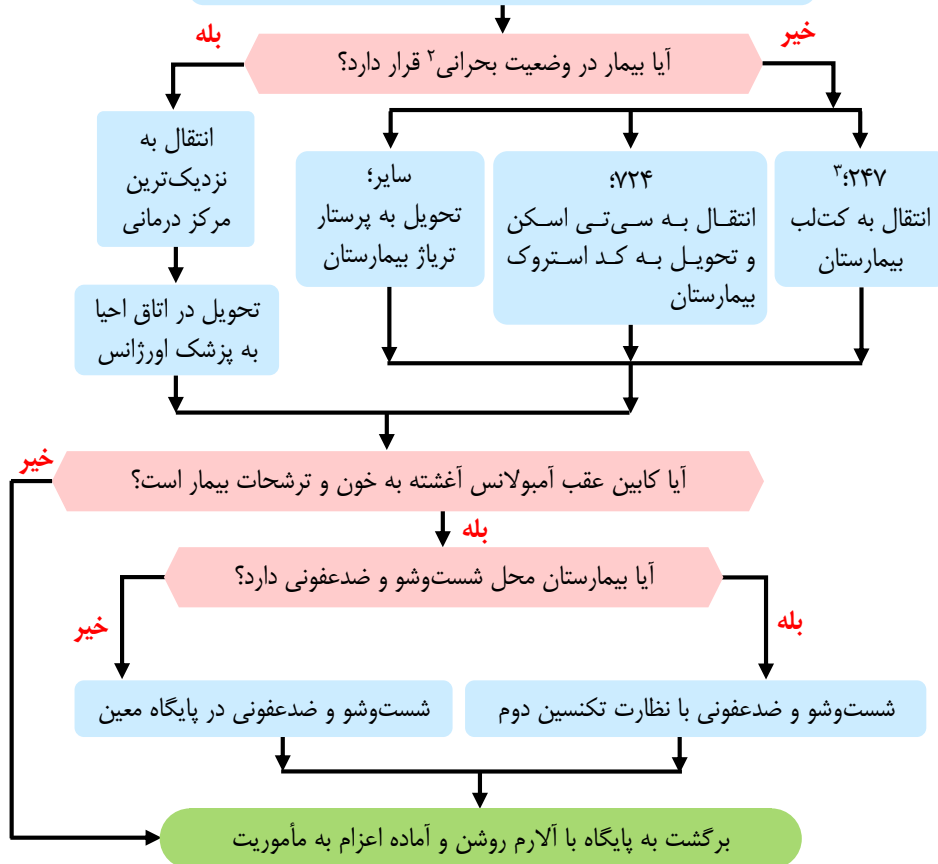 خیر
بله
آیا بیمار در وضعیت بحرانی۲ قرار دارد؟
۲۴۷؛۳
انتقال به کت‌لب
بیمارستان
۷۲۴؛
انتقال به سی‌تی اسکن
و تحویل به کد استروک
بیمارستان
سایر؛
تحویل به پرستار
تریاژ بیمارستان
انتقال به
نزدیک‌ترین
مرکز درمانی
تحویل در اتاق احیا
به پزشک اورژانس
خیر
آیا کابین عقب آمبولانس آغشته به خون و ترشحات بیمار است؟
بله
آیا بیمارستان محل شست‌وشو و ضدعفونی دارد؟
بله
خیر
شست‌وشو و ضدعفونی با نظارت تکنسین دوم
شست‌وشو و ضدعفونی در پایگاه معین
برگشت به پایگاه با آلارم روشن و آماده اعزام به مأموریت